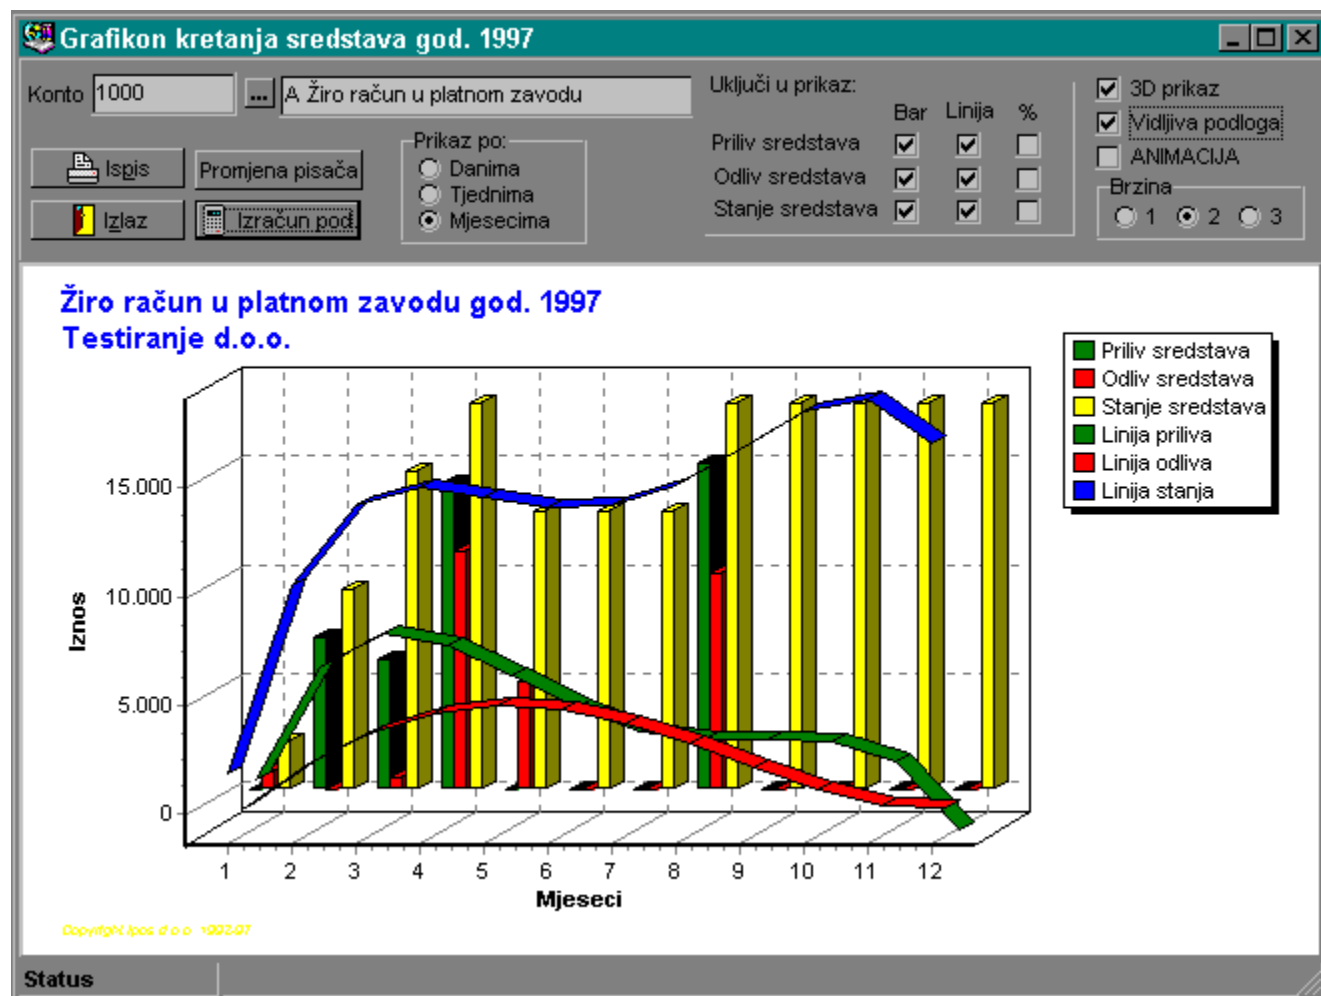 Grafikon kretanja sredstava god. 1997
Konto 1000 ... A Žiro račun u platnom zavodu
Ispis Promjena pisača
Izlaz Izračun pod.
Prikaz po:
Danima
Tjednima
Mjesecima
Uključi u prikaz:
Bar Linija %
Priliv sredstava
Odliv sredstava
Stanje sredstava
3D prikaz
Vidljiva podloga
ANIMACIJA
Brzina
1 2 3
Žiro račun u platnom zavodu god. 1997
Testiranje d.o.o.
Priliv sredstava
Odliv sredstava
Stanje sredstava
Linija priliva
Linija odliva
Linija stanja
Iznos
15.000
10.000
5.000
0
1 2 3 4 5 6 7 8 9 10 11 12
Mjeseci
Copyright Ipos d.o.o. 1992-97
Status